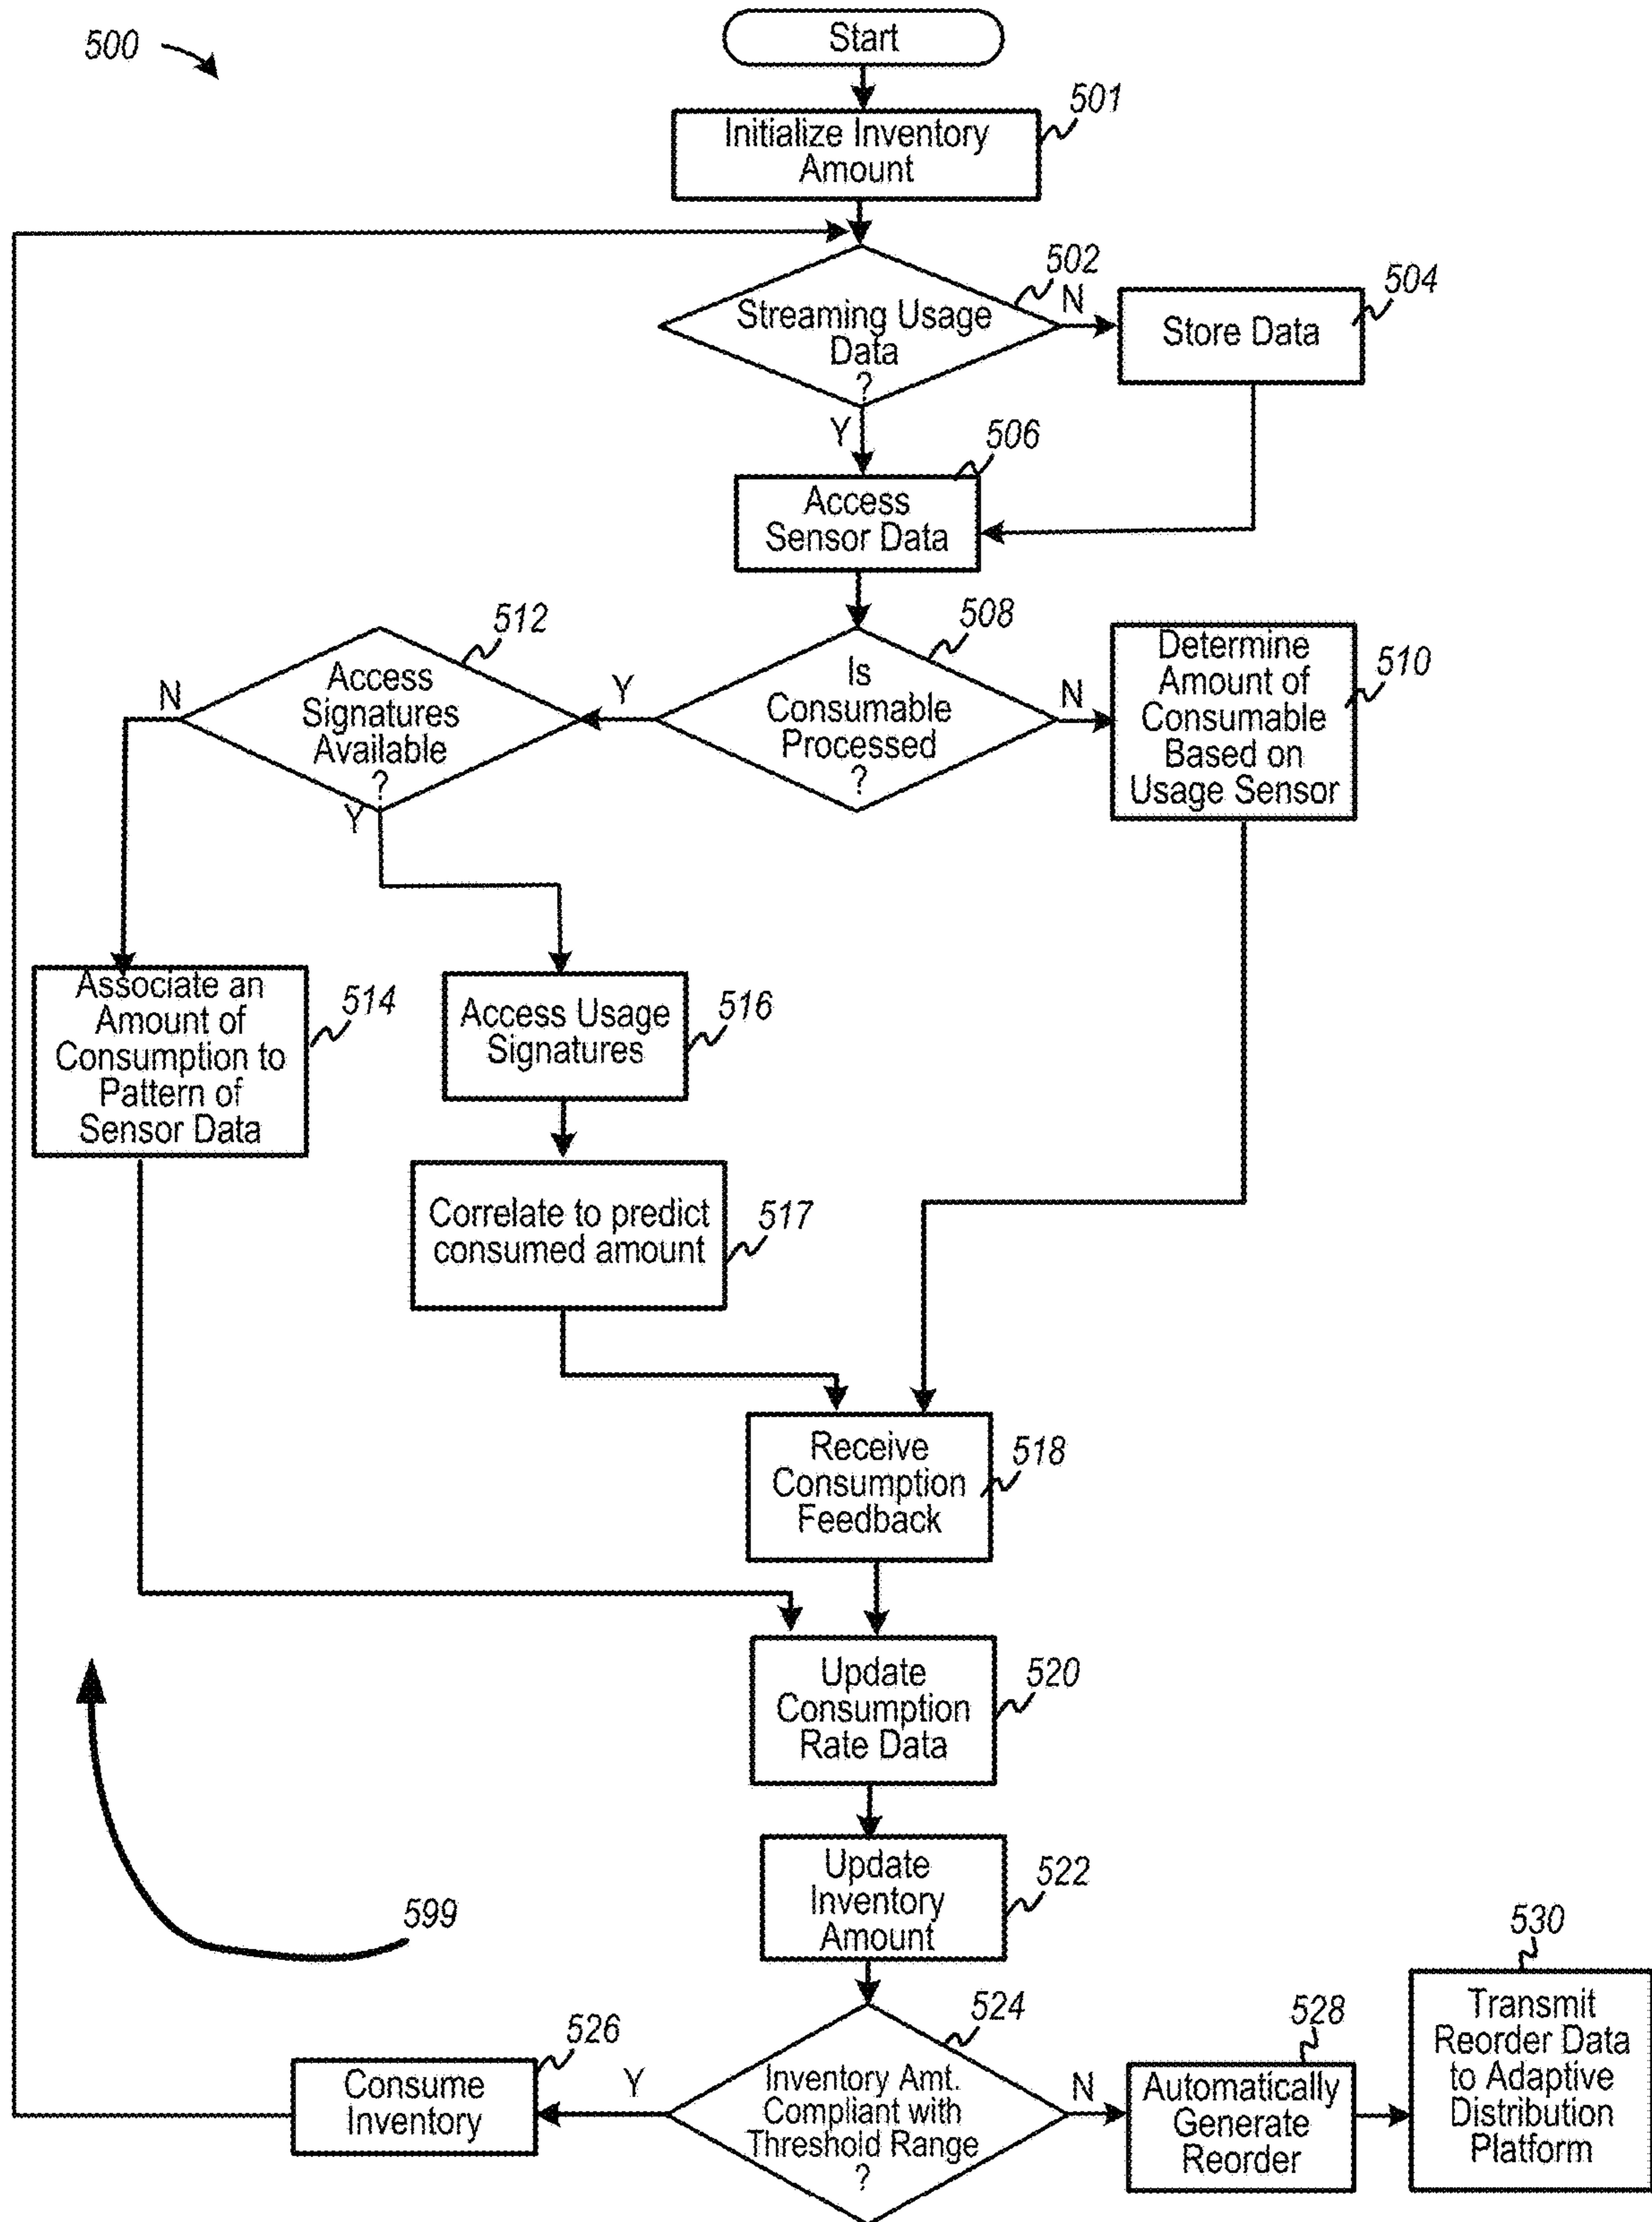 500
Start
501
Initialize Inventory
Amount
502
N
504
Streaming Usage
Data
?
Store Data
Y
506
Access
Sensor Data
512
508
510
Access
Signatures
Available
?
N
Y
Is
Consumable
Processed
?
Y
N
Determine
Amount of
Consumable
Based on
Usage Sensor
514
Associate an
Amount of
Consumption to
Pattern of
Sensor Data
516
Access Usage
Signatures
517
Correlate to predict
consumed amount
518
Receive
Consumption
Feedback
520
Update
Consumption
Rate Data
522
Update
Inventory
Amount
599
524
526
528
530
Consume
Inventory
Y
Inventory Amt.
Compliant with
Threshold Range
?
N
Automatically
Generate
Reorder
Transmit
Reorder Data
to Adaptive
Distribution
Platform